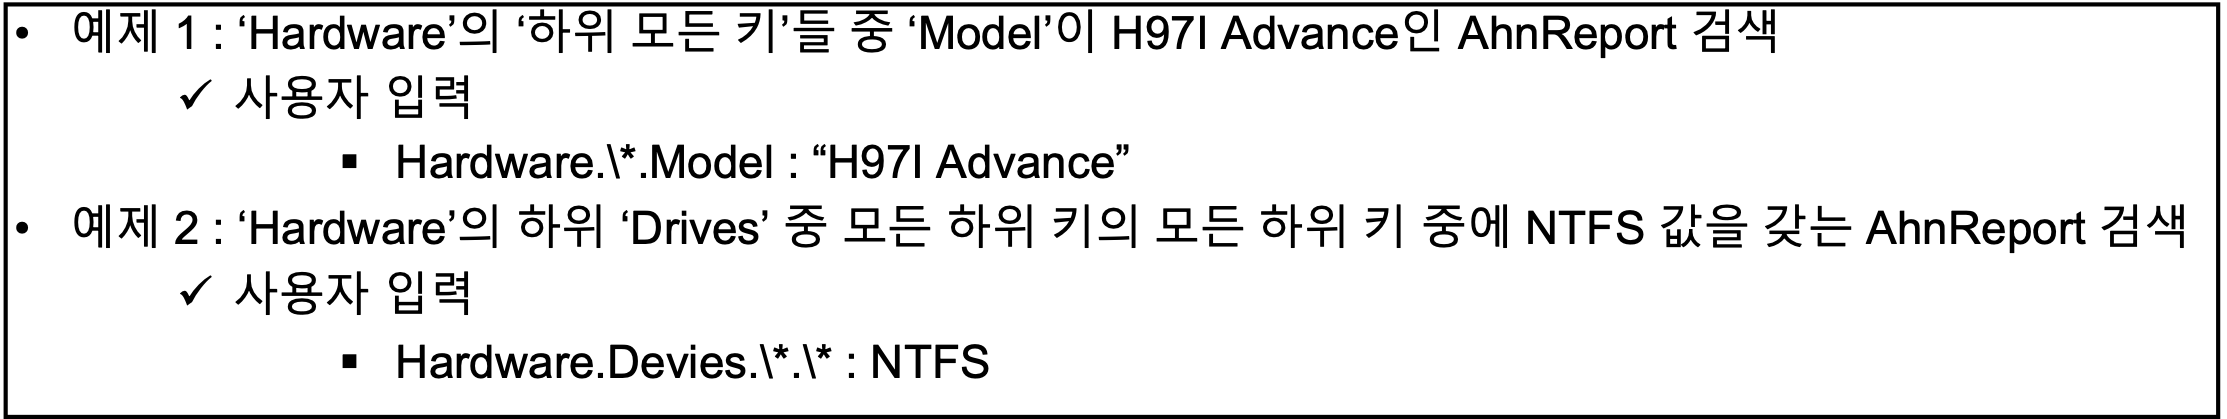 • 예제 1 : ‘Hardware’의 ‘하위 모든 키’들 중 ‘Model’이 H97I Advance인 AhnReport 검색
✓ 사용자 입력
▪ Hardware.\*.Model : “H97I Advance”
• 예제 2 : ‘Hardware’의 하위 ‘Drives’ 중 모든 하위 키의 모든 하위 키 중에 NTFS 값을 갖는 AhnReport 검색
✓ 사용자 입력
▪ Hardware.Devies.\*.\* : NTFS